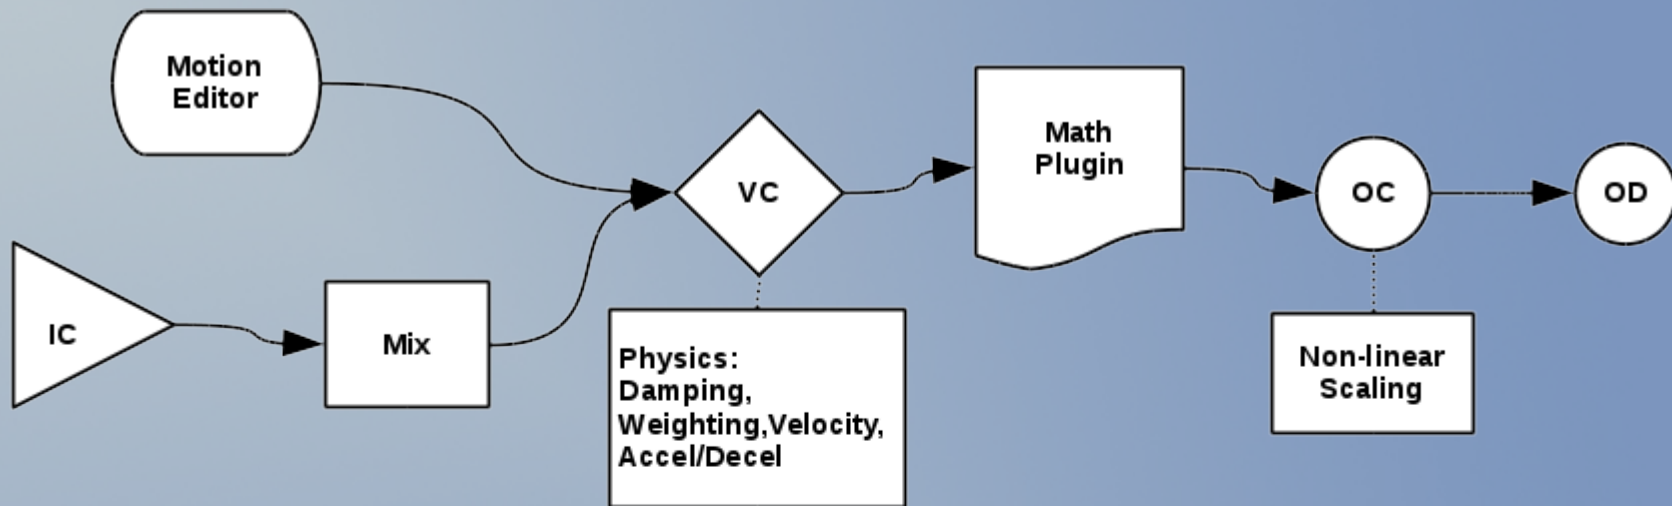 Motion
Editor
IC
Mix
VC
Physics:
Damping,
Weighting,Velocity,
Accel/Decel
Math
Plugin
OC
Non-linear
Scaling
OD